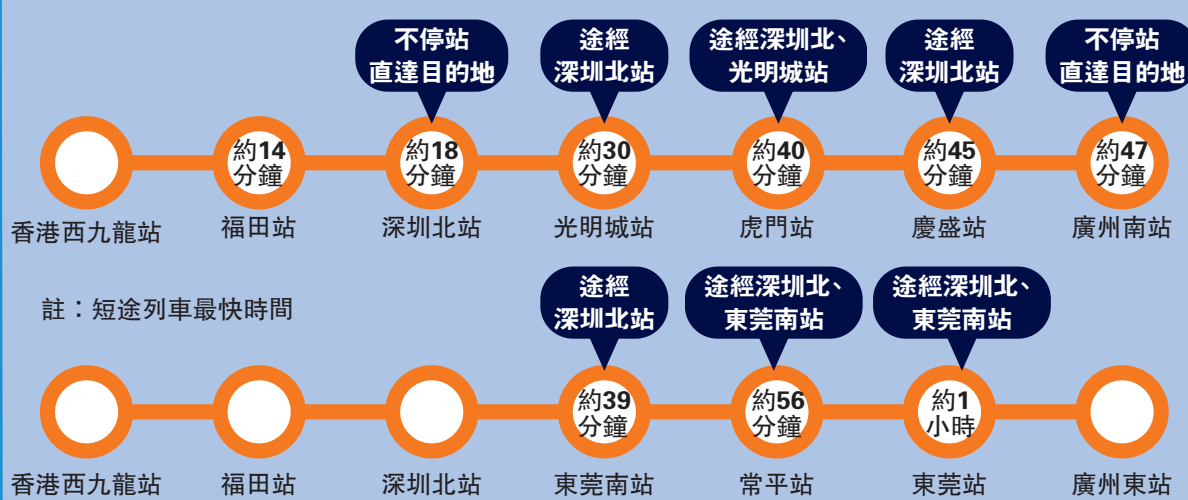 不停站
直達目的地
途經
深圳北站
途經深圳北、
光明城站
途經
深圳北站
不停站
直達目的地
約14
分鐘
約18
分鐘
約30
分鐘
約40
分鐘
約45
分鐘
約47
分鐘
香港西九龍站
福田站
深圳北站
光明城站
虎門站
慶盛站
廣州南站
註：短途列車最快時間
途經
深圳北站
途經深圳北、
東莞南站
途經深圳北、
東莞南站
約39
分鐘
約56
分鐘
約1
小時
香港西九龍站
福田站
深圳北站
東莞南站
常平站
東莞站
廣州東站